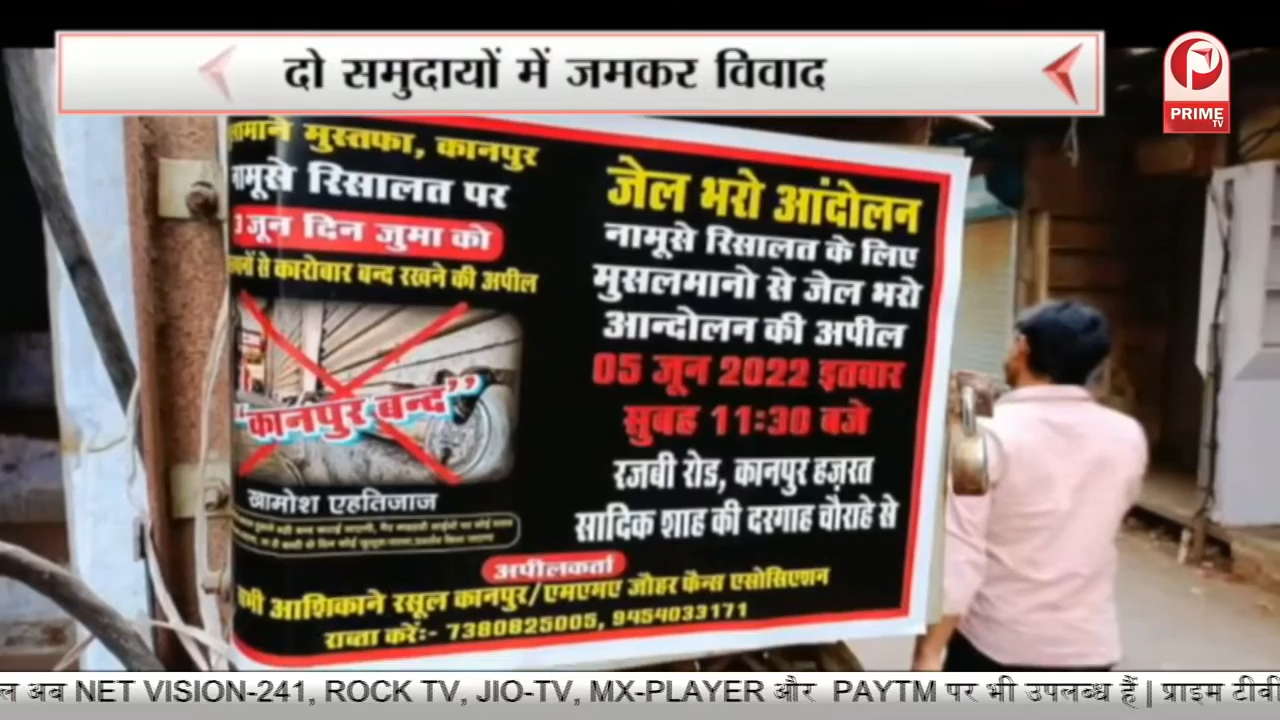 दो समुदायों में जमकर विवाद
PRIME
TV
मुस्तफा, कानपुर
नामूसे रिसालत पर
3 जून दिन जुमा को
से कारोबार बन्द रखने की अपील
"कानपुर बन्द"
खामोश एहतिजाज
जेल भरो आंदोलन
नामूसे रिसालत के लिए
मुसलमानो से जेल भरो
आन्दोलन की अपील
05 जून 2022 इतवार
सुबह 11:30 बजे
रजबी रोड, कानपुर हज़रत
सादिक शाह की दरगाह चौराहे से
अपीलकर्ता
आशिकाने रसूल कानपुर/एमएमए जौहर फैन्स एसोसिएशन
राब्ता करें:- 7380825005, 9454033171
ल अब NET VISION-241, ROCK TV, JIO-TV, MX-PLAYER और PAYTM पर भी उपलब्ध हैं | प्राइम टीवी